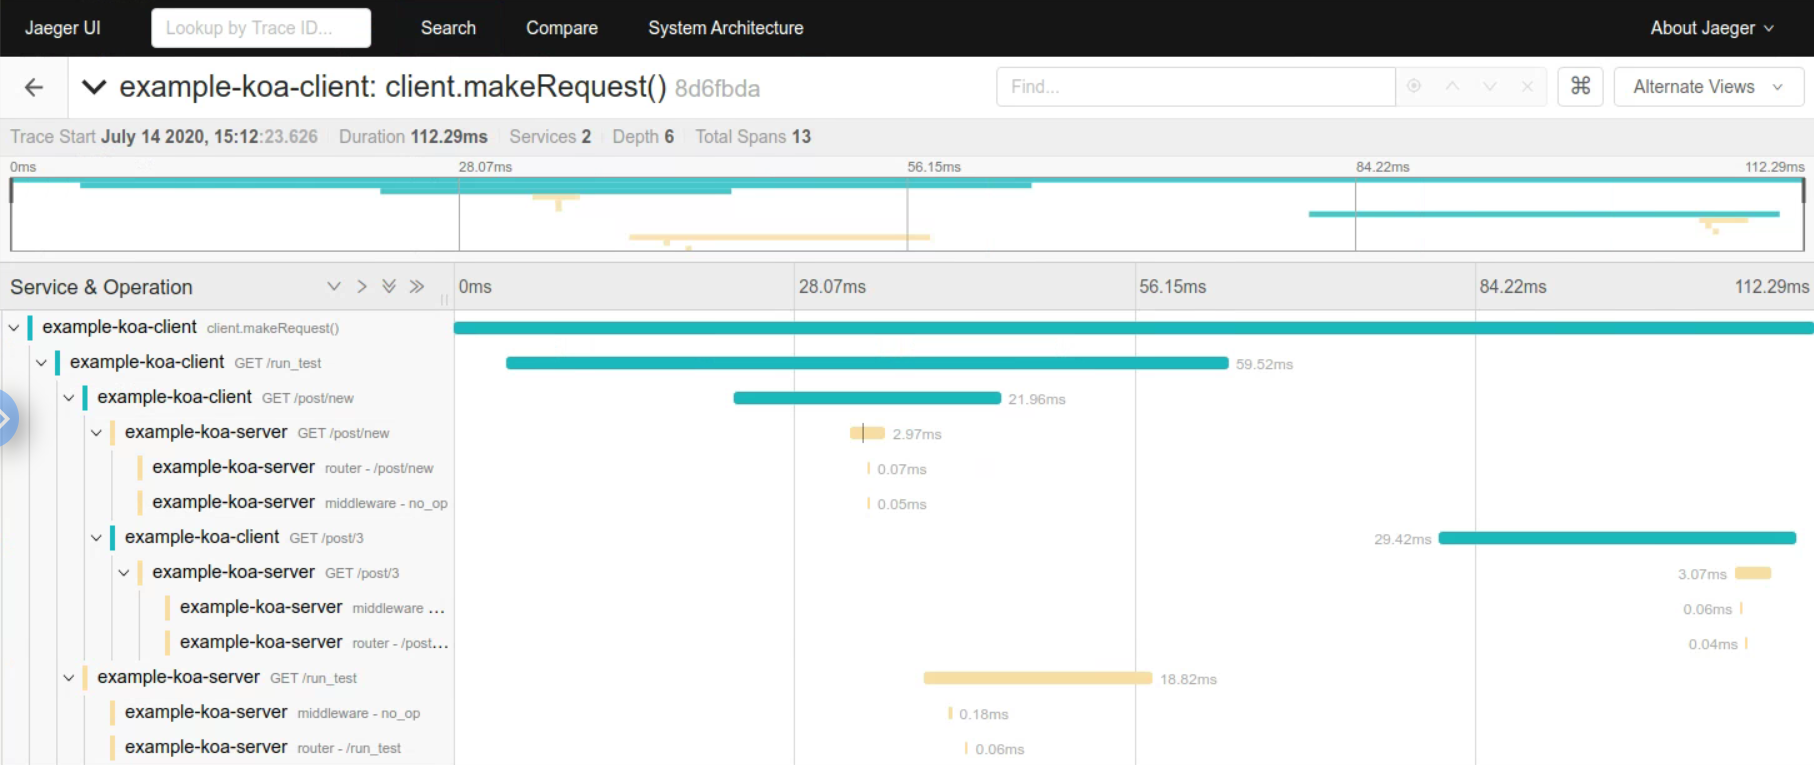 Jaeger UI Lookup by Trace ID... Search Compare System Architecture About Jaeger
example-koa-client: client.makeRequest() 8d6fbda Find... ⌘ Alternate Views
Trace Start July 14 2020, 15:12:23.626 Duration 112.29ms Services 2 Depth 6 Total Spans 13
0ms 28.07ms 56.15ms 84.22ms 112.29ms
Service & Operation 0ms 28.07ms 56.15ms 84.22ms 112.29ms
example-koa-client client.makeRequest()
example-koa-client GET /run_test 59.52ms
example-koa-client GET /post/new 21.96ms
example-koa-server GET /post/new 2.97ms
example-koa-server router - /post/new 0.07ms
example-koa-server middleware - no_op 0.05ms
example-koa-client GET /post/3 29.42ms
example-koa-server GET /post/3 3.07ms
example-koa-server middleware ... 0.06ms
example-koa-server router - /post... 0.04ms
example-koa-server GET /run_test 18.82ms
example-koa-server middleware - no_op 0.18ms
example-koa-server router - /run_test 0.06ms